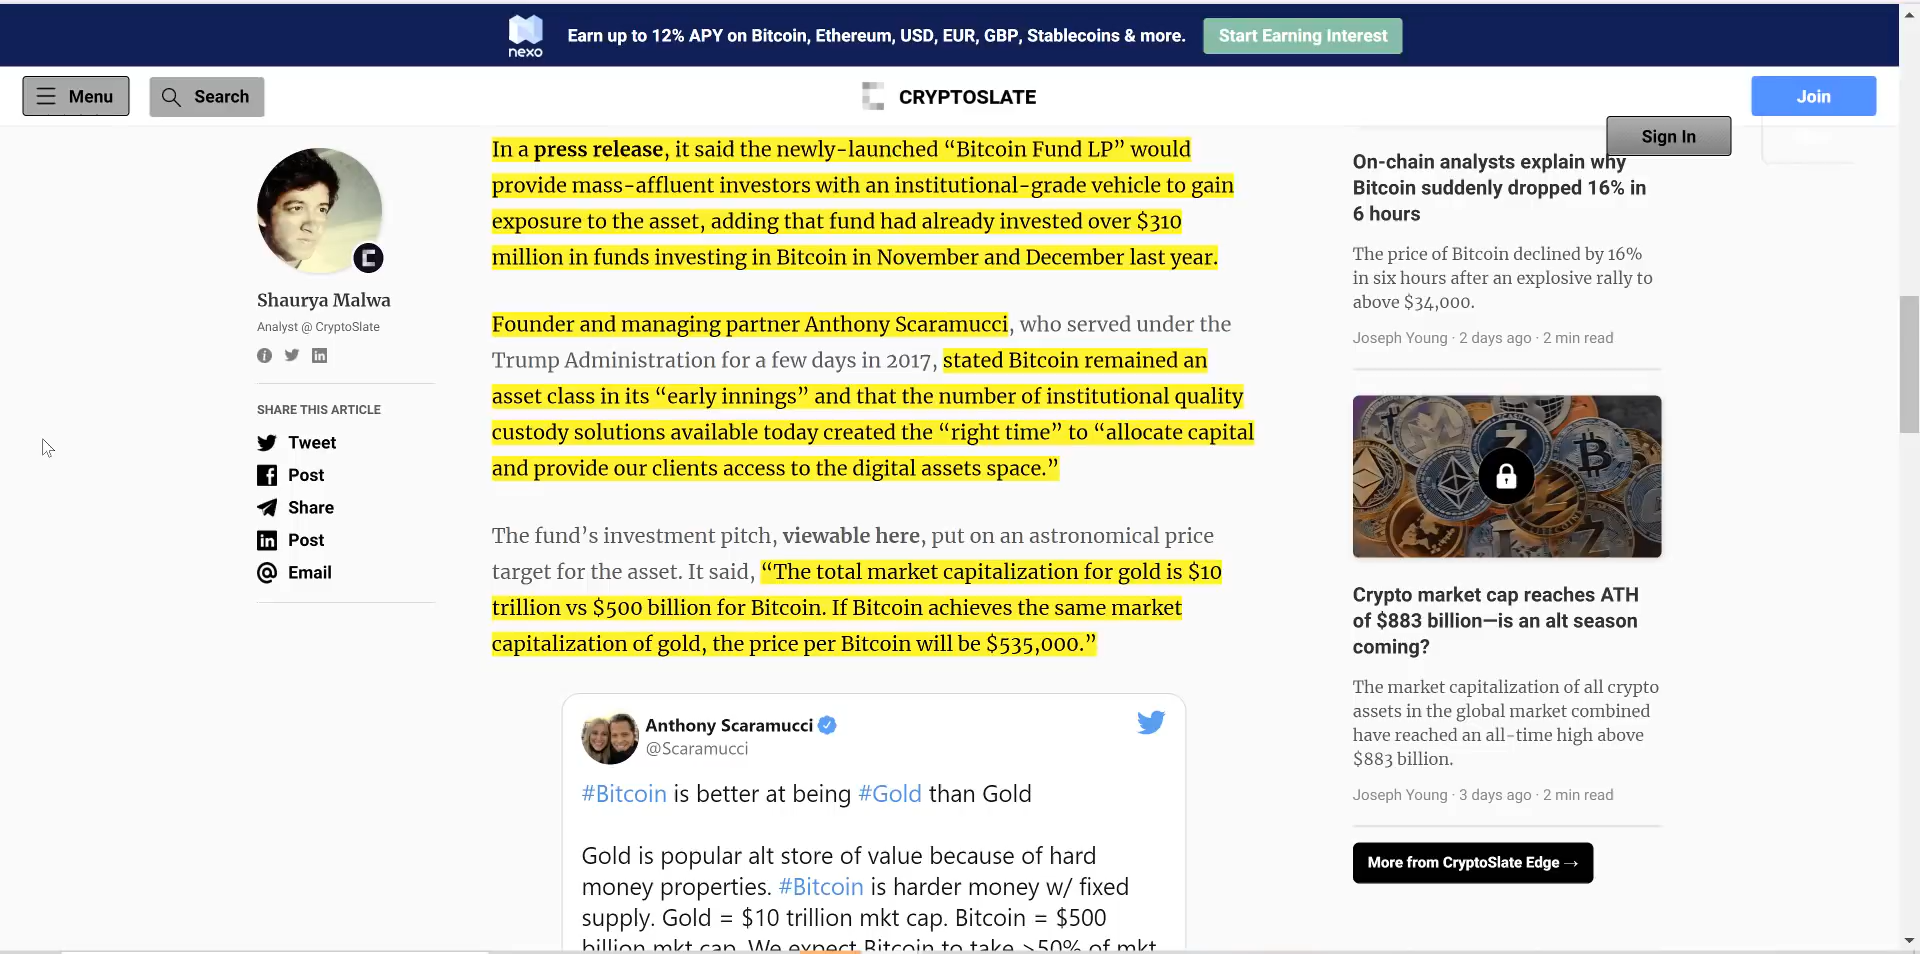 nexo
Earn up to 12% APY on Bitcoin, Ethereum, USD, EUR, GBP, Stablecoins & more.
Start Earning Interest
Menu
Search
CRYPTOSLATE
Join
Sign In
Shaurya Malwa
Analyst @ CryptoSlate
SHARE THIS ARTICLE
Tweet
Post
Share
Post
Email
In a press release, it said the newly-launched “Bitcoin Fund LP” would
provide mass-affluent investors with an institutional-grade vehicle to gain
exposure to the asset, adding that fund had already invested over $310
million in funds investing in Bitcoin in November and December last year.
Founder and managing partner Anthony Scaramucci, who served under the
Trump Administration for a few days in 2017, stated Bitcoin remained an
asset class in its “early innings” and that the number of institutional quality
custody solutions available today created the “right time” to “allocate capital
and provide our clients access to the digital assets space.”
The fund’s investment pitch, viewable here, put on an astronomical price
target for the asset. It said, “The total market capitalization for gold is $10
trillion vs $500 billion for Bitcoin. If Bitcoin achieves the same market
capitalization of gold, the price per Bitcoin will be $535,000.”
Anthony Scaramucci
@Scaramucci
#Bitcoin is better at being #Gold than Gold
Gold is popular alt store of value because of hard
money properties. #Bitcoin is harder money w/ fixed
supply. Gold = $10 trillion mkt cap. Bitcoin = $500
billion mkt cap. We expect Bitcoin to take >50% of mkt
On-chain analysts explain why
Bitcoin suddenly dropped 16% in
6 hours
The price of Bitcoin declined by 16%
in six hours after an explosive rally to
above $34,000.
Joseph Young · 2 days ago · 2 min read
Crypto market cap reaches ATH
of $883 billion—is an alt season
coming?
The market capitalization of all crypto
assets in the global market combined
have reached an all-time high above
$883 billion.
Joseph Young · 3 days ago · 2 min read
More from CryptoSlate Edge →